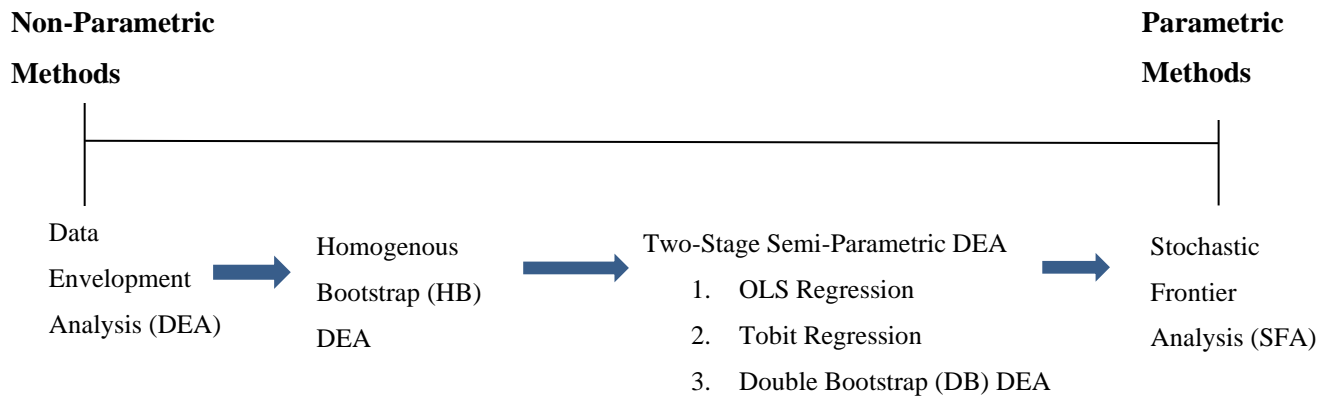 Non-Parametric
Methods
Parametric
Methods
Data
Envelopment
Analysis (DEA)
Homogenous
Bootstrap (HB)
DEA
Two-Stage Semi-Parametric DEA
1. OLS Regression
2. Tobit Regression
3. Double Bootstrap (DB) DEA
Stochastic
Frontier
Analysis (SFA)